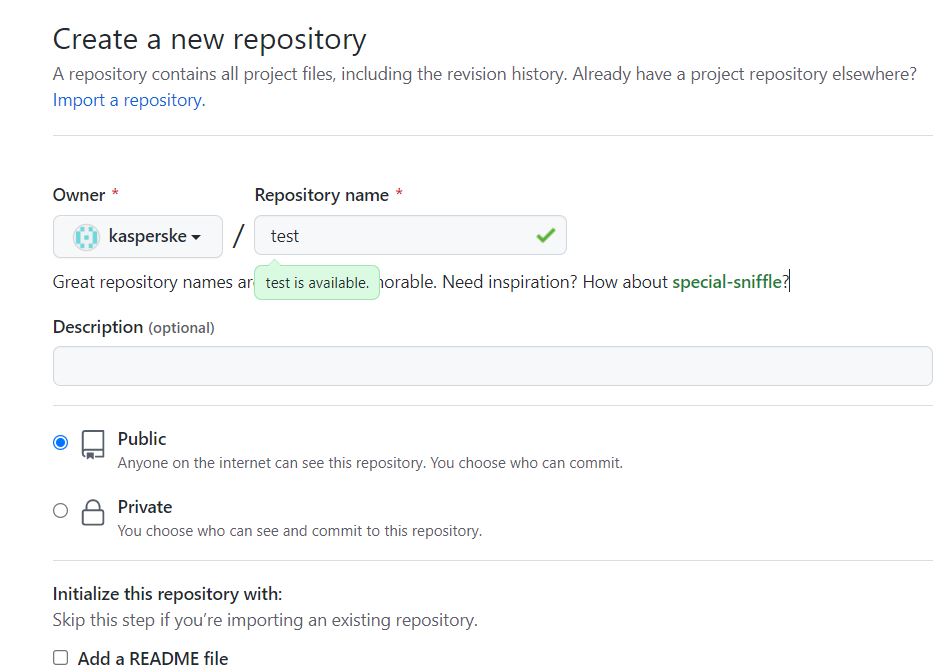 Create a new repository
A repository contains all project files, including the revision history. Already have a project repository elsewhere?
Import a repository.
Owner *
Repository name *
kasperske / test
Great repository names are
test is available.
Need inspiration? How about special-sniffle?
Description (optional)
Public
Anyone on the internet can see this repository. You choose who can commit.
Private
You choose who can see and commit to this repository.
Initialize this repository with:
Skip this step if you're importing an existing repository.
Add a README file